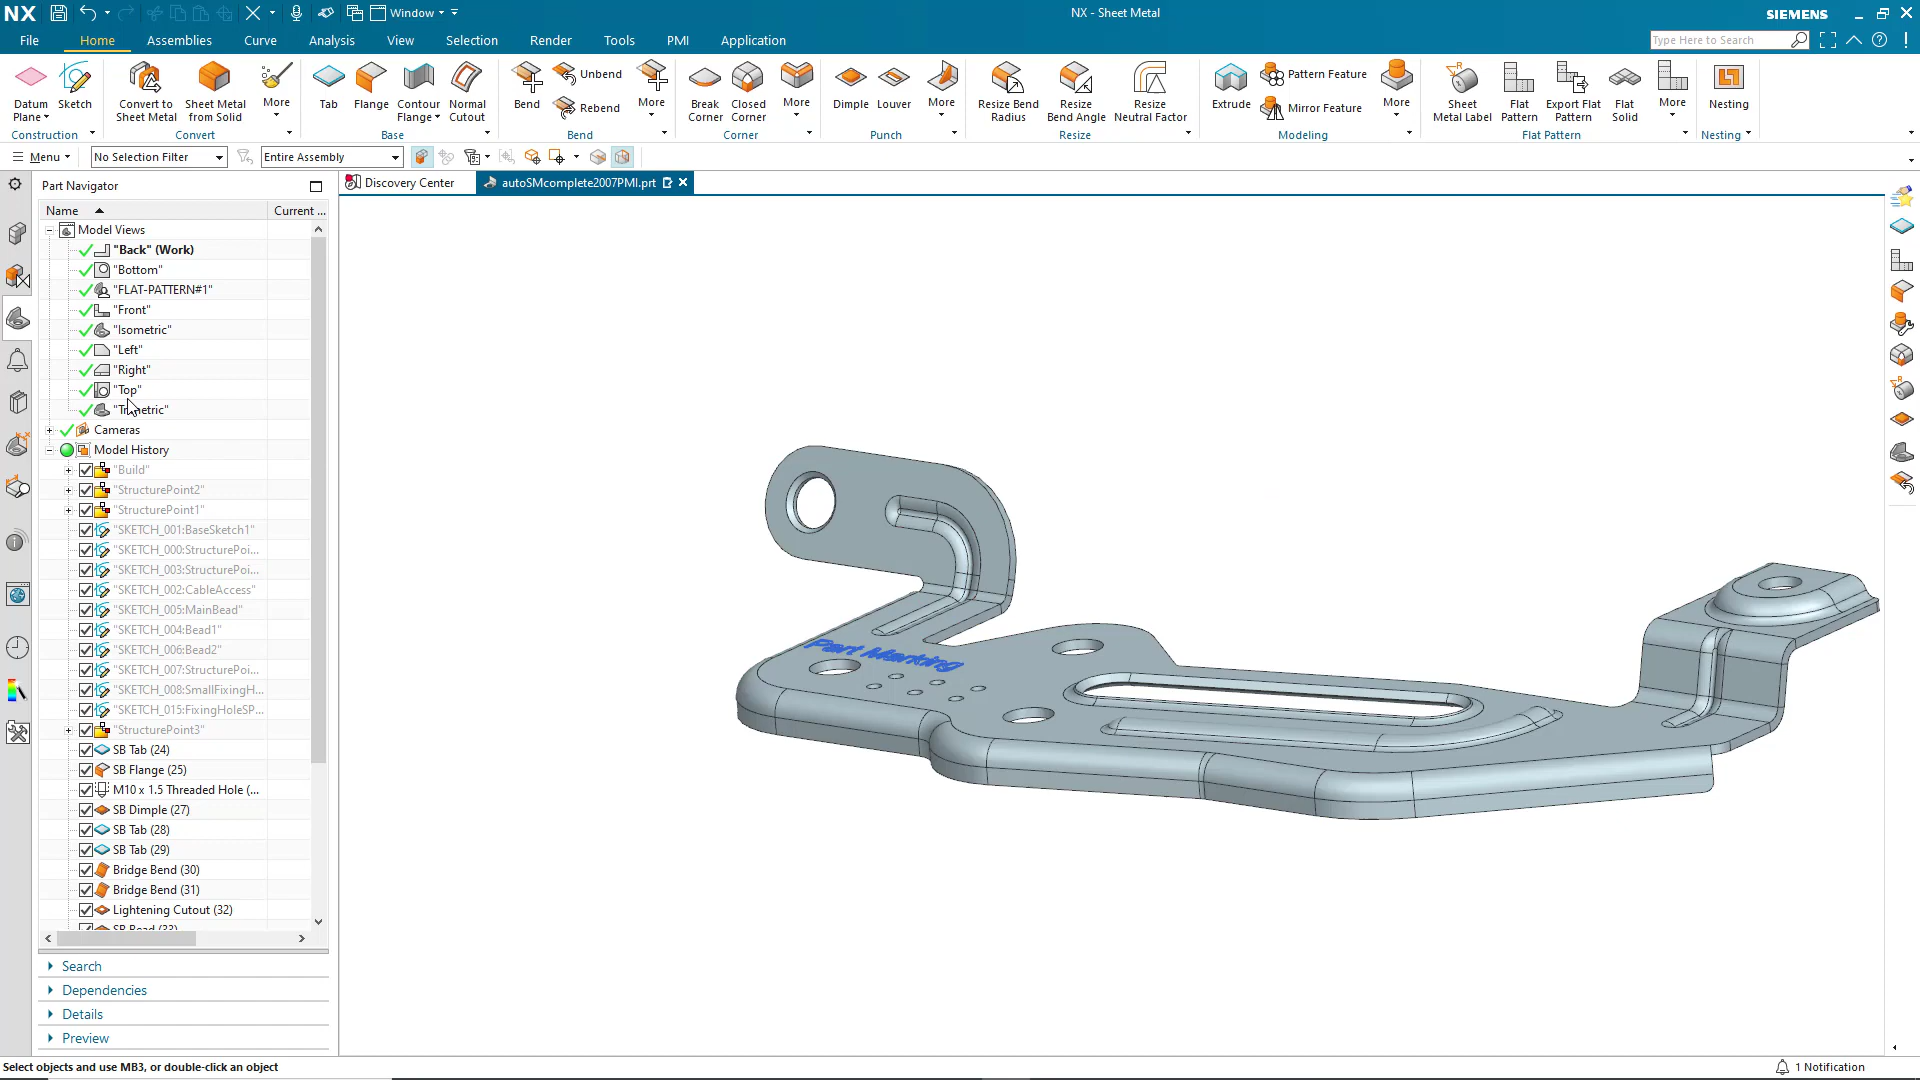 NX
Window
NX - Sheet Metal
SIEMENS
File
Home
Assemblies
Curve
Analysis
View
Selection
Render
Tools
PMI
Application
Type Here to Search
Datum Plane
Sketch
Convert to Sheet Metal
Sheet Metal from Solid
More
Tab
Flange
Contour Flange
Normal Cutout
Bend
Unbend
Rebend
More
Break Corner
Closed Corner
More
Dimple
Louver
More
Resize Bend Radius
Resize Bend Angle
Resize Neutral Factor
Extrude
Pattern Feature
Mirror Feature
More
Sheet Metal Label
Flat Pattern
Export Flat Pattern
Flat Solid
More
Nesting
Construction
Convert
Base
Bend
Corner
Punch
Resize
Modeling
Flat Pattern
Nesting
Menu
No Selection Filter
Entire Assembly
Part Navigator
Discovery Center
autoSMcomplete2007PMI.prt
Name
Current ...
Model Views
"Back" (Work)
"Bottom"
"FLAT-PATTERN#1"
"Front"
"Isometric"
"Left"
"Right"
"Top"
"Trimetric"
Cameras
Model History
"Build"
"StructurePoint2"
"StructurePoint1"
"SKETCH_001:BaseSketch1"
"SKETCH_000:StructurePoi...
"SKETCH_003:StructurePoi...
"SKETCH_002:CableAccess"
"SKETCH_005:MainBead"
"SKETCH_004:Bead1"
"SKETCH_006:Bead2"
"SKETCH_007:StructurePoi...
"SKETCH_008:SmallFixingH...
"SKETCH_015:FixingHoleSP...
"StructurePoint3"
SB Tab (24)
SB Flange (25)
M10 x 1.5 Threaded Hole (...
SB Dimple (27)
SB Tab (28)
SB Tab (29)
Bridge Bend (30)
Bridge Bend (31)
Lightening Cutout (32)
SB Bead (33)
Part Marking
Search
Dependencies
Details
Preview
Select objects and use MB3, or double-click an object
1 Notification